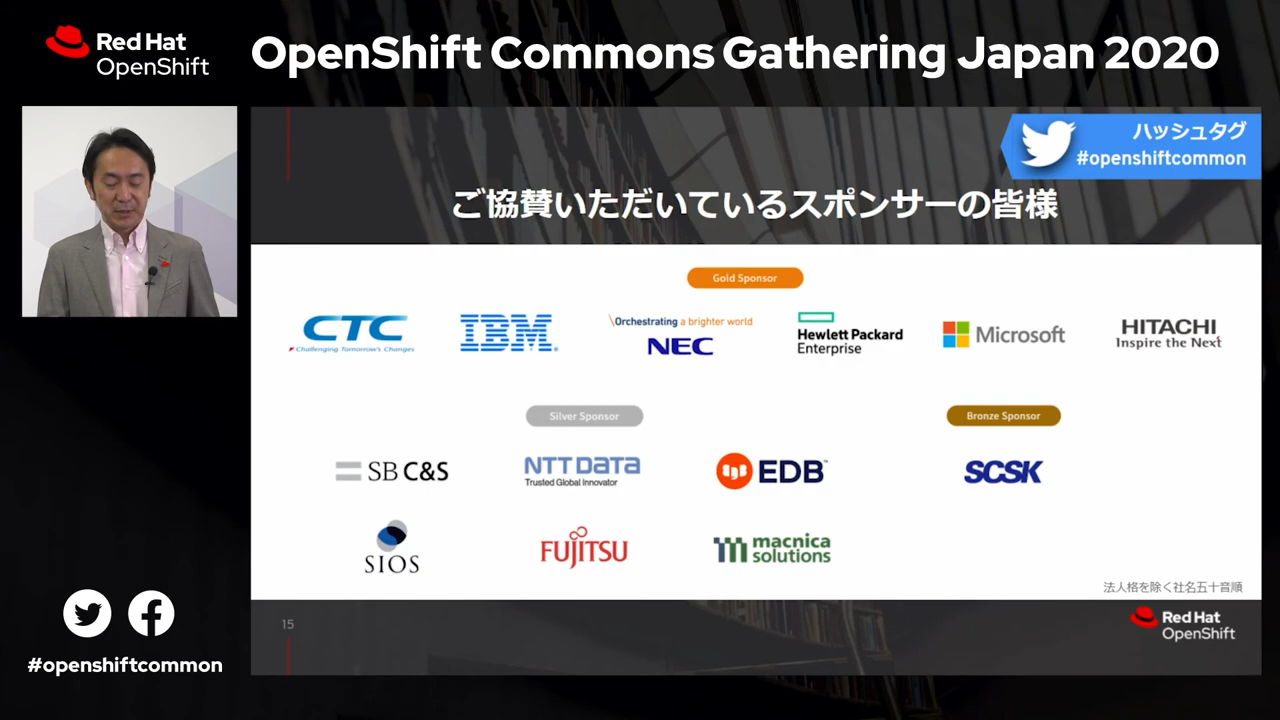 Red Hat
OpenShift
OpenShift Commons Gathering Japan 2020
ハッシュタグ
#openshiftcommon
ご協賛いただいているスポンサーの皆様
Gold Sponsor
CTC
Challenging Tomorrow's Changes
IBM
Orchestrating a brighter world
NEC
Hewlett Packard
Enterprise
Microsoft
HITACHI
Inspire the Next
Silver Sponsor
Bronze Sponsor
SB C&S
NTT DATA
Trusted Global Innovator
EDB
SCSK
SIOS
FUJITSU
macnica
solutions
法人格を除く社名五十音順
15
Red Hat
OpenShift
#openshiftcommon